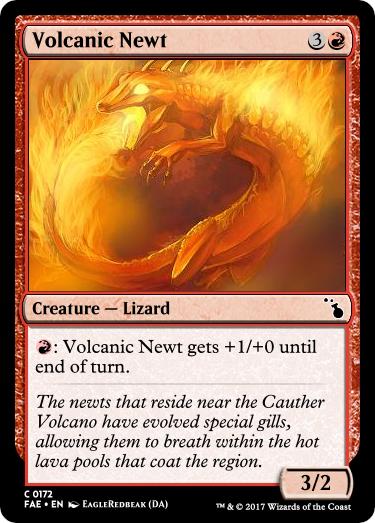 Volcanic Newt 3
Creature — Lizard
: Volcanic Newt gets +1/+0 until
end of turn.
The newts that reside near the Cauther
Volcano have evolved special gills,
allowing them to breath within the hot
lava pools that coat the region.
3/2
C 0172
FAE • EN EagleRedbeak (DA) ™ & © 2017 Wizards of the Coast